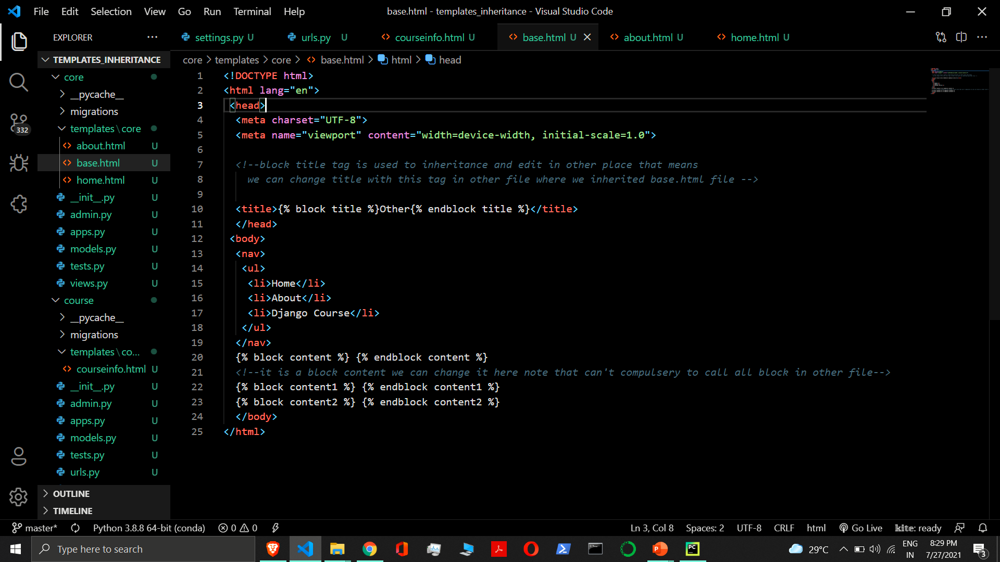 File Edit Selection View Go Run Terminal Help
base.html - templates_inheritance - Visual Studio Code
EXPLORER
settings.py U
urls.py U
courseinfo.html U
base.html U
about.html U
home.html U
TEMPLATES_INHERITANCE
core
__pycache__
migrations
templates\core
about.html U
base.html U
home.html U
__init__.py U
admin.py U
apps.py U
models.py U
tests.py U
views.py U
course
__pycache__
migrations
templates\co...
courseinfo.html U
__init__.py U
admin.py U
apps.py U
models.py U
tests.py U
urls.py U
OUTLINE
TIMELINE
332
core > templates > core > base.html > html > head
1 <!DOCTYPE html>
2 <html lang="en">
3 <head>
4 <meta charset="UTF-8">
5 <meta name="viewport" content="width=device-width, initial-scale=1.0">
6
7 <!--block title tag is used to inheritance and edit in other place that means
8 we can change title with this tag in other file where we inherited base.html file -->
9
10 <title>{% block title %}Other{% endblock title %}</title>
11 </head>
12 <body>
13 <nav>
14 <ul>
15 <li>Home</li>
16 <li>About</li>
17 <li>Django Course</li>
18 </ul>
19 </nav>
20 {% block content %} {% endblock content %}
21 <!--it is a block content we can change it here note that can't compulsery to call all block in other file-->
22 {% block content1 %} {% endblock content1 %}
23 {% block content2 %} {% endblock content2 %}
24 </body>
25 </html>
master* Python 3.8.8 64-bit (conda) 0 0
Ln 3, Col 8 Spaces: 2 UTF-8 CRLF html Go Live kite: ready
Type here to search
PC
29°C
ENG
IN
8:29 PM
7/27/2021
3